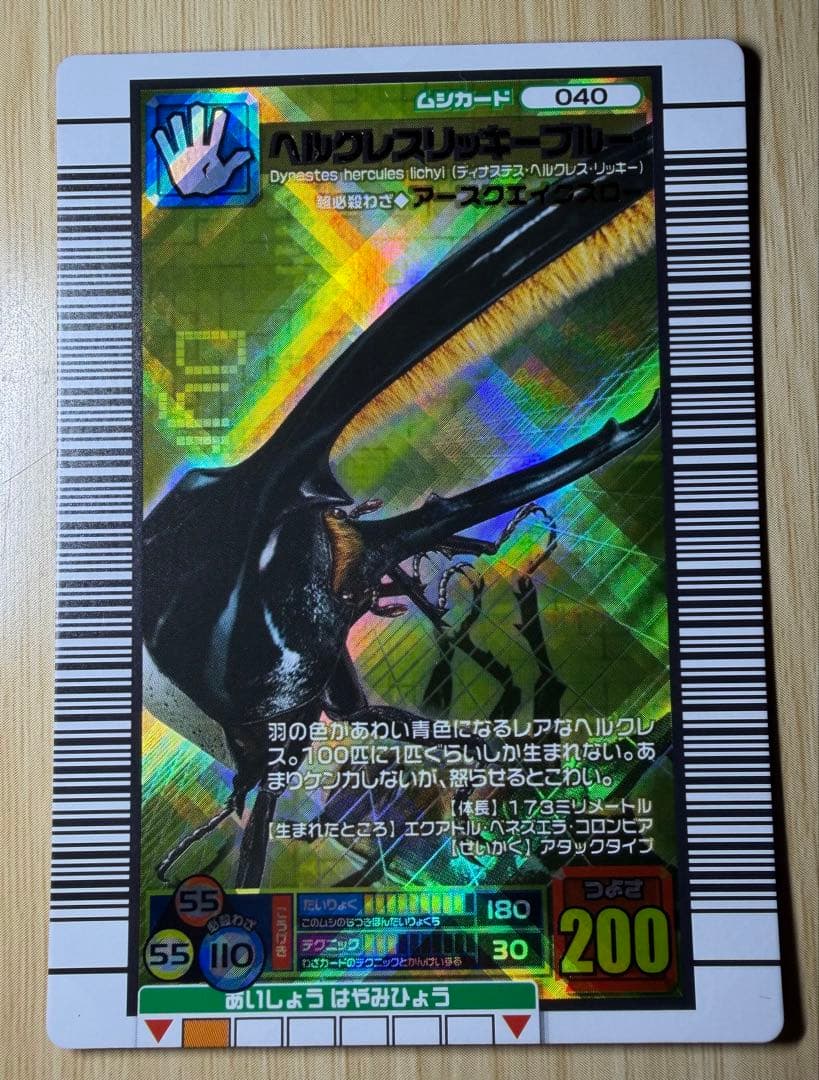 ムシカード 040
ヘルクレスリッキーブルー
Dynastes hercules lichyi (ディナステス・ヘルクレス・リッキー)
超必殺わざ◆アースクエイクスロー
羽の色があわい青色になるレアなヘルクレ
ス。100匹に1匹ぐらいしか生まれない。あ
まりケンカしないが、怒らせるとこわい。
【体長】173ミリメートル
【生まれたところ】エクアドル・ベネズエラ・コロンビア
【せいかく】アタックタイプ
55
必殺わざ
55
110
こうげき
たいりょく 180
このムシのもつきほんたいりょくち
テクニック 30
わざカードのテクニックとかんけいする
つよさ
200
あいしょう はやみひょう